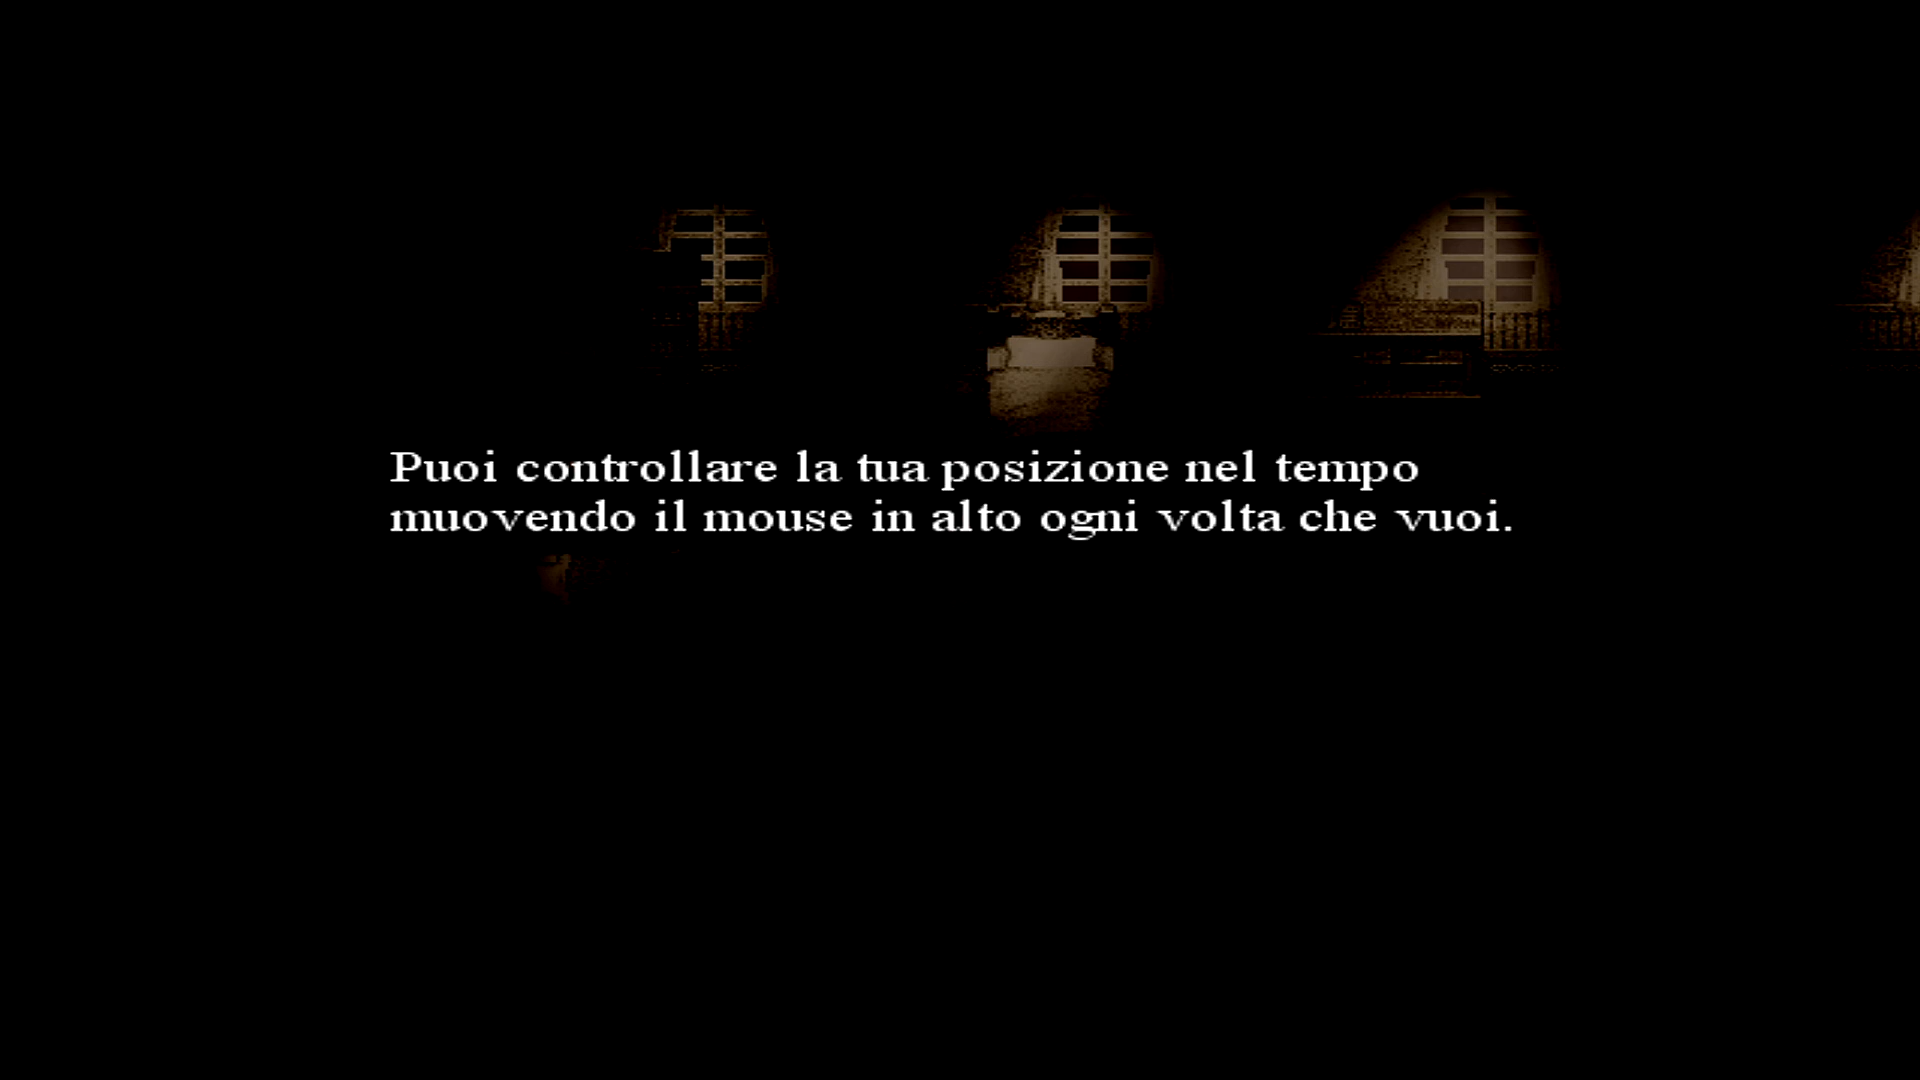 Puoi controllare la tua posizione nel tempo
muovendo il mouse in alto ogni volta che vuoi.